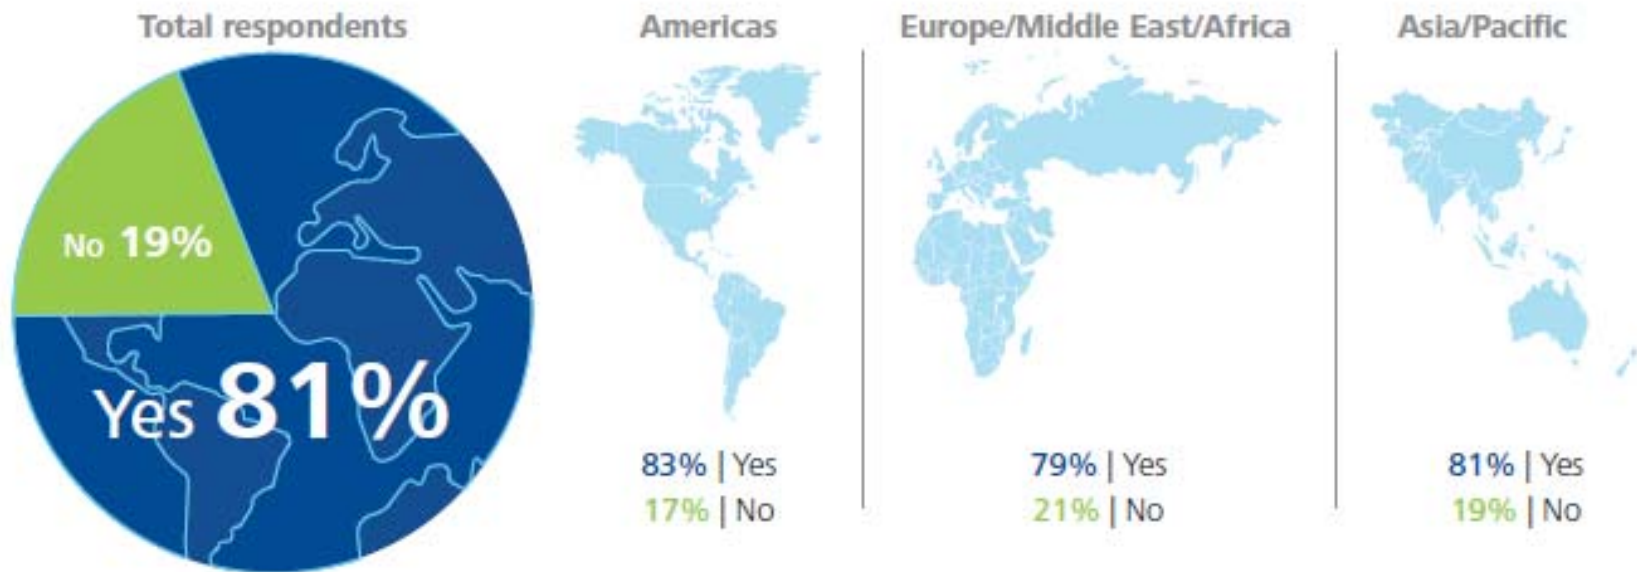 Total respondents
No 19%
Yes 81%
Americas
83% | Yes
17% | No
Europe/Middle East/Africa
79% | Yes
21% | No
Asia/Pacific
81% | Yes
19% | No